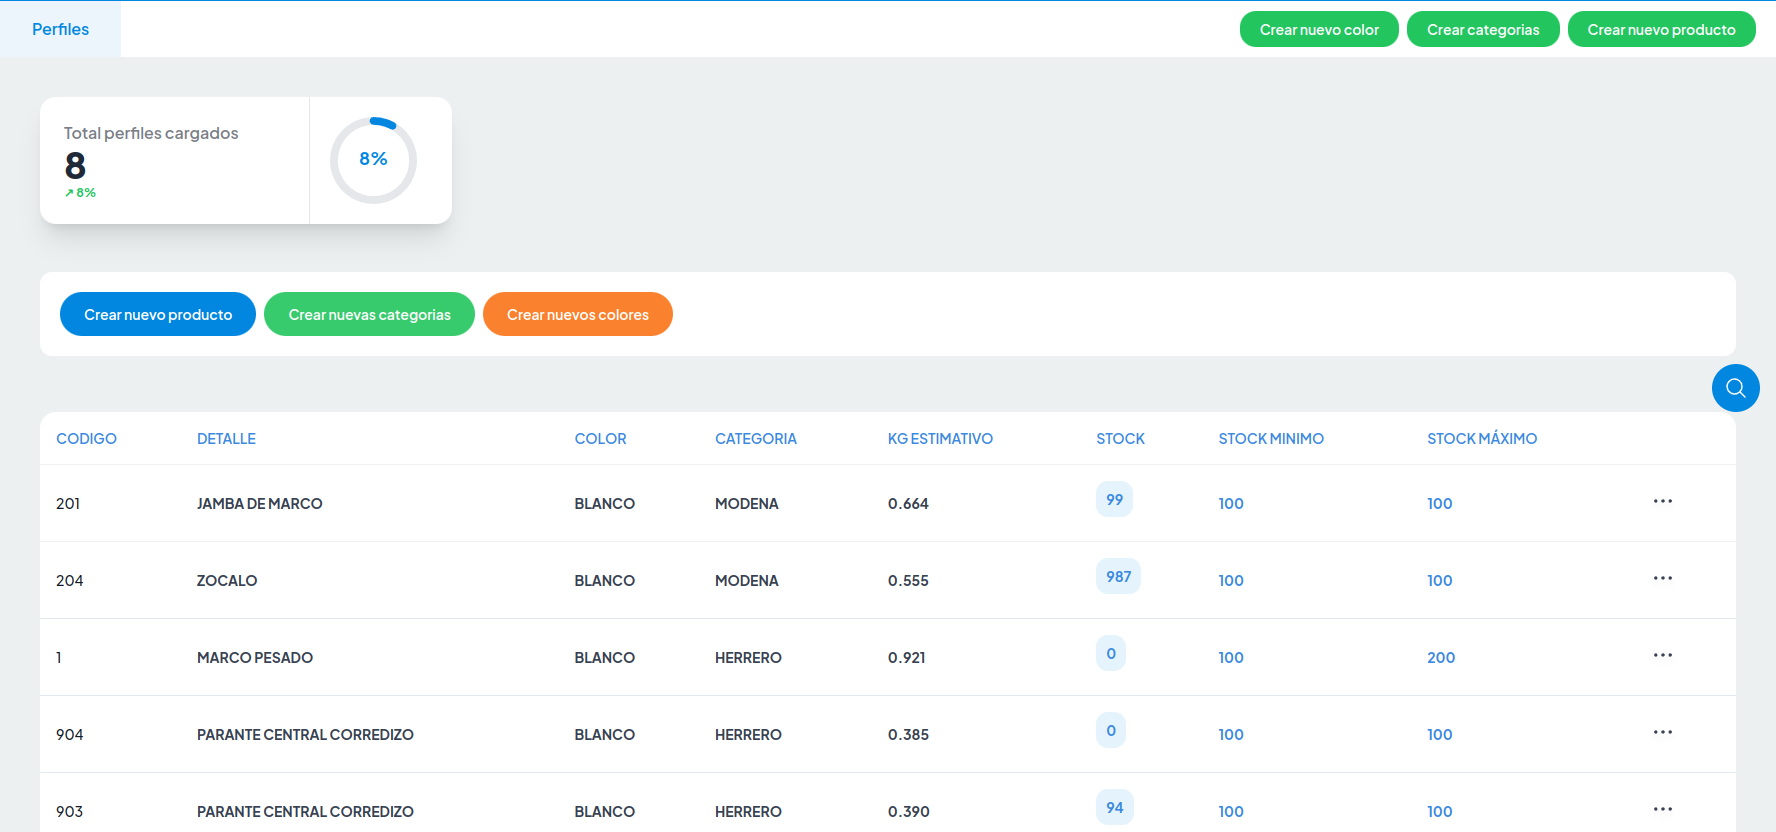 Perfiles
Crear nuevo color Crear categorias Crear nuevo producto
Total perfiles cargados
8
↗ 8%
8%
Crear nuevo producto Crear nuevas categorias Crear nuevos colores
CODIGO DETALLE COLOR CATEGORIA KG ESTIMATIVO STOCK STOCK MINIMO STOCK MÁXIMO
201 JAMBA DE MARCO BLANCO MODENA 0.664 99 100 100
204 ZOCALO BLANCO MODENA 0.555 987 100 100
1 MARCO PESADO BLANCO HERRERO 0.921 0 100 200
904 PARANTE CENTRAL CORREDIZO BLANCO HERRERO 0.385 0 100 100
903 PARANTE CENTRAL CORREDIZO BLANCO HERRERO 0.390 94 100 100